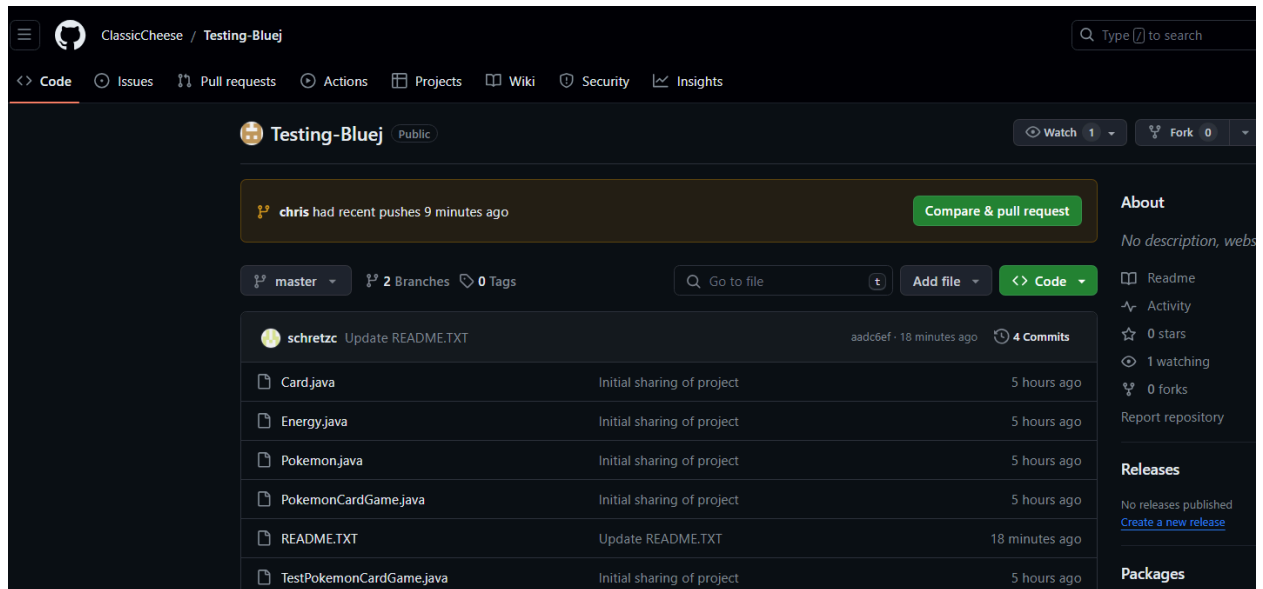 ClassicCheese / Testing-Bluej
Type / to search
Code Issues Pull requests Actions Projects Wiki Security Insights
Testing-Bluej Public
Watch 1 Fork 0
chris had recent pushes 9 minutes ago
Compare & pull request
master 2 Branches 0 Tags
Go to file t
Add file
Code
schretzc Update README.TXT aadc6ef · 18 minutes ago 4 Commits
Card.java Initial sharing of project 5 hours ago
Energy.java Initial sharing of project 5 hours ago
Pokemon.java Initial sharing of project 5 hours ago
PokemonCardGame.java Initial sharing of project 5 hours ago
README.TXT Update README.TXT 18 minutes ago
TestPokemonCardGame.java Initial sharing of project 5 hours ago
About
No description, webs
Readme
Activity
0 stars
1 watching
0 forks
Report repository
Releases
No releases published
Create a new release
Packages